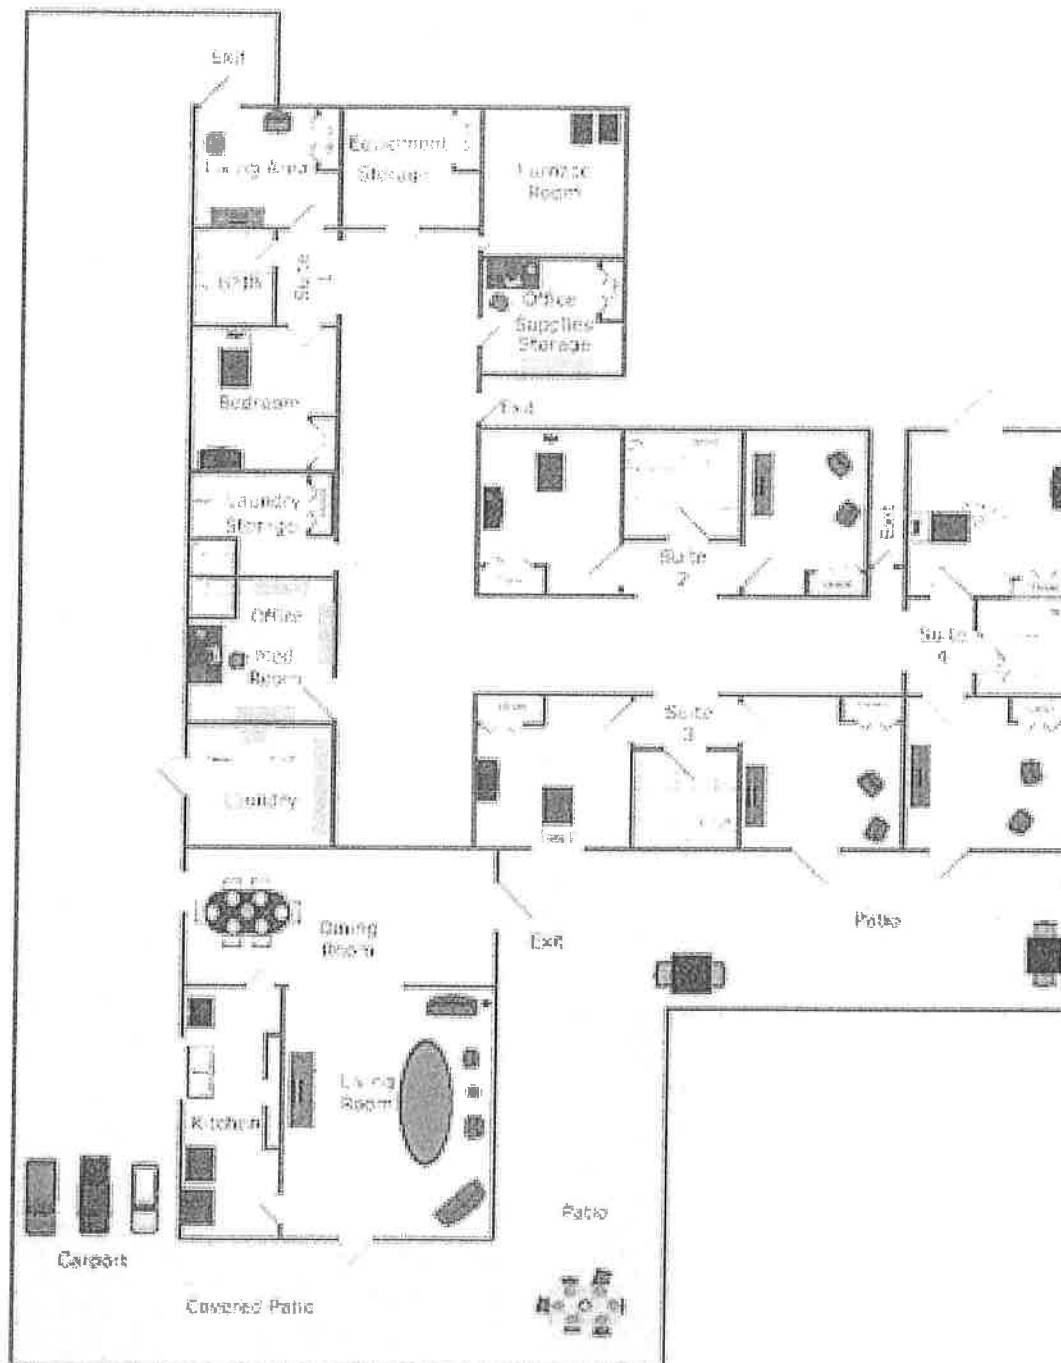 Exit
Living Area
Equipment
Storage
Furnace
Room
Bath
Suite
1
Office
Supplies
Storage
Bedroom
Exit
Laundry
Storage
Suite
2
Exit
Office
Med
Room
Suite
4
Suite
3
Laundry
Dining
Room
Exit
Patio
Living
Room
Kitchen
Patio
Carport
Covered Patio